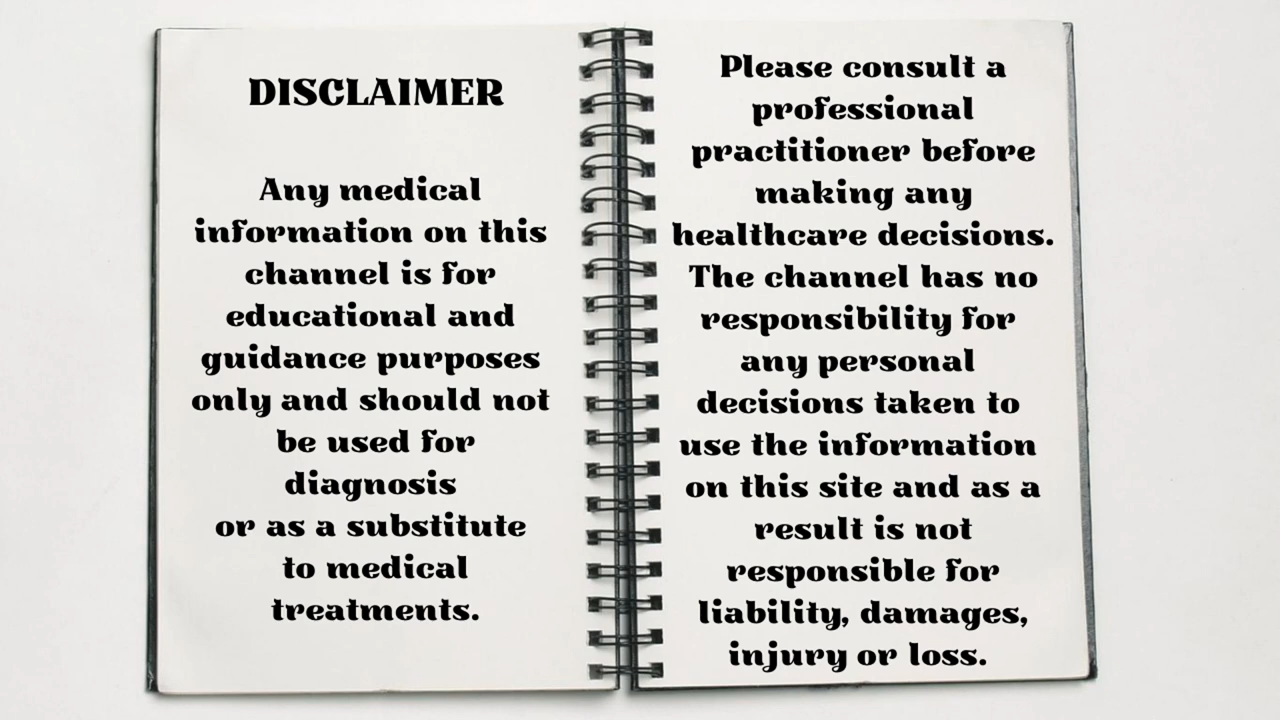 DISCLAIMER
Any medical
information on this
channel is for
educational and
guidance purposes
only and should not
be used for
diagnosis
or as a substitute
to medical
treatments.
Please consult a
professional
practitioner before
making any
healthcare decisions.
The channel has no
responsibility for
any personal
decisions taken to
use the information
on this site and as a
result is not
responsible for
liability, damages,
injury or loss.